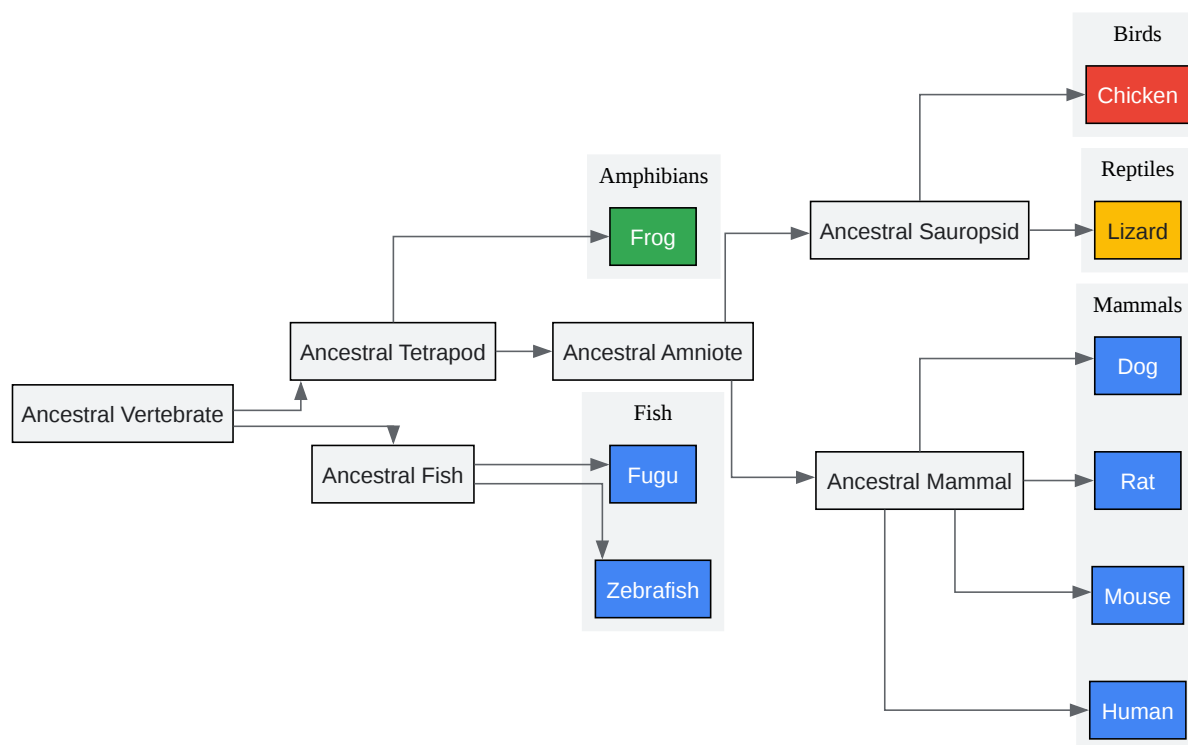 Birds
Chicken
Amphibians
Reptiles
Frog
Ancestral Sauropsid
Lizard
Mammals
Ancestral Tetrapod
Ancestral Amniote
Dog
Ancestral Vertebrate
Fish
Ancestral Fish
Fugu
Ancestral Mammal
Rat
Zebrafish
Mouse
Human